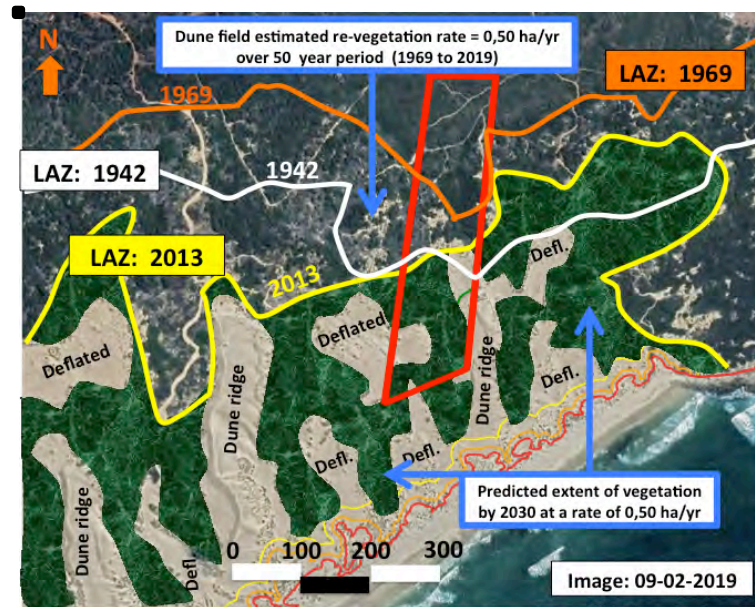 Dune field estimated re-vegetation rate = 0,50 ha/yr
over 50 year period (1969 to 2019)
N
LAZ: 1969
1969
LAZ: 1942
1942
LAZ: 2013
2013
Defl.
Deflated
Deflated
Dune ridge
Dune ridge
Defl.
Defl.
Defl.
Dune ridge
Defl.
Predicted extent of vegetation
by 2030 at a rate of 0,50 ha/yr
0 100 200 300
Image: 09-02-2019